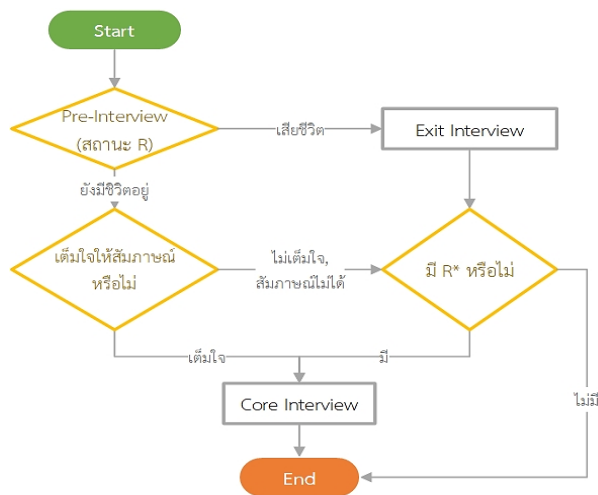 Start
Pre-Interview
(สถานะ R)
เสียชีวิต
Exit Interview
ยังมีชีวิตอยู่
เต็มใจให้สัมภาษณ์
หรือไม่
ไม่เต็มใจ,
สัมภาษณ์ไม่ได้
มี R* หรือไม่
เต็มใจ
มี
Core Interview
ไม่มี
End